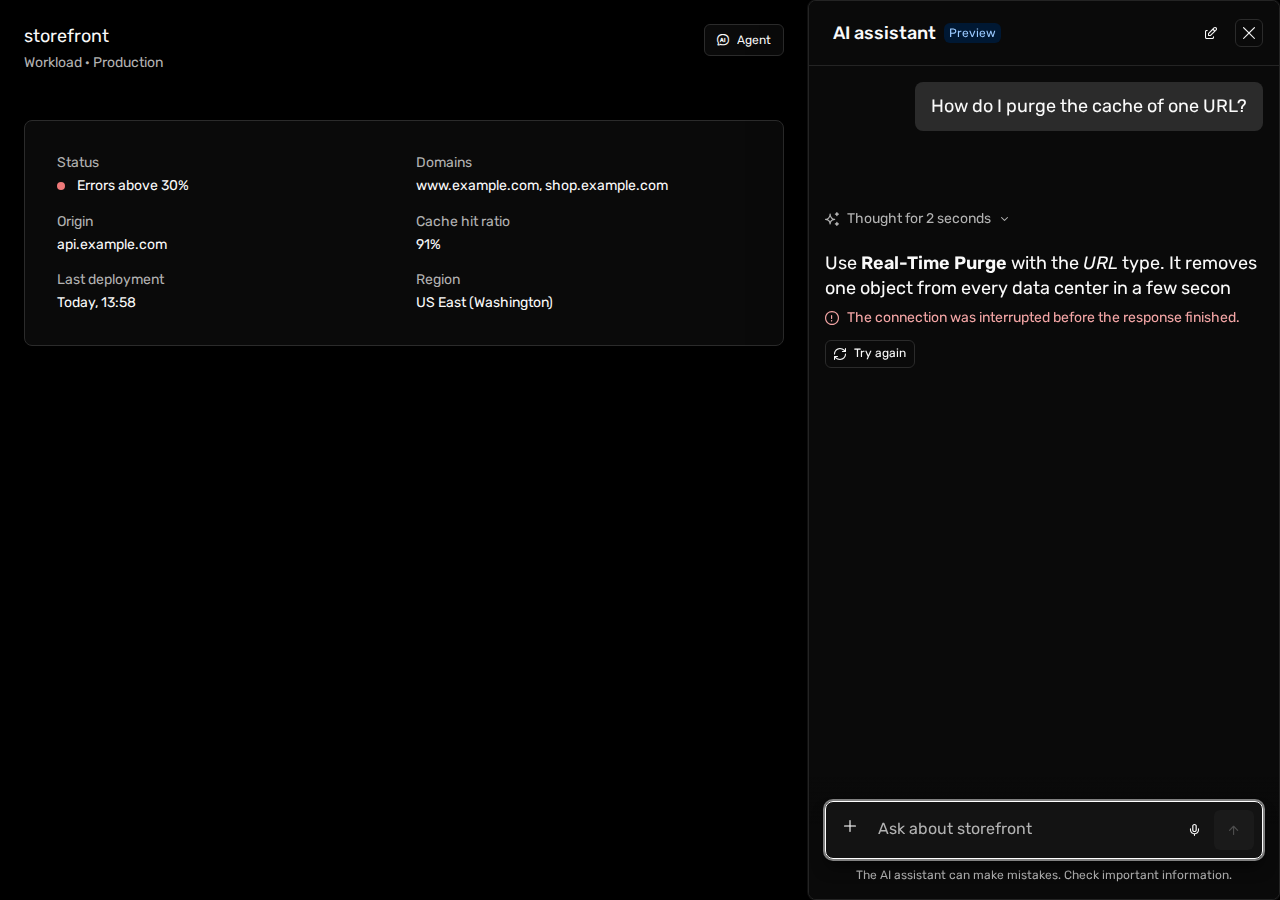 storefront
Workload • Production
Agent
Status
Errors above 30%
Domains
www.example.com, shop.example.com
Origin
api.example.com
Cache hit ratio
91%
Last deployment
Today, 13:58
Region
US East (Washington)
AI assistant Preview
How do I purge the cache of one URL?
Thought for 2 seconds
Use Real-Time Purge with the URL type. It removes
one object from every data center in a few secon
The connection was interrupted before the response finished.
Try again
Ask about storefront
The AI assistant can make mistakes. Check important information.